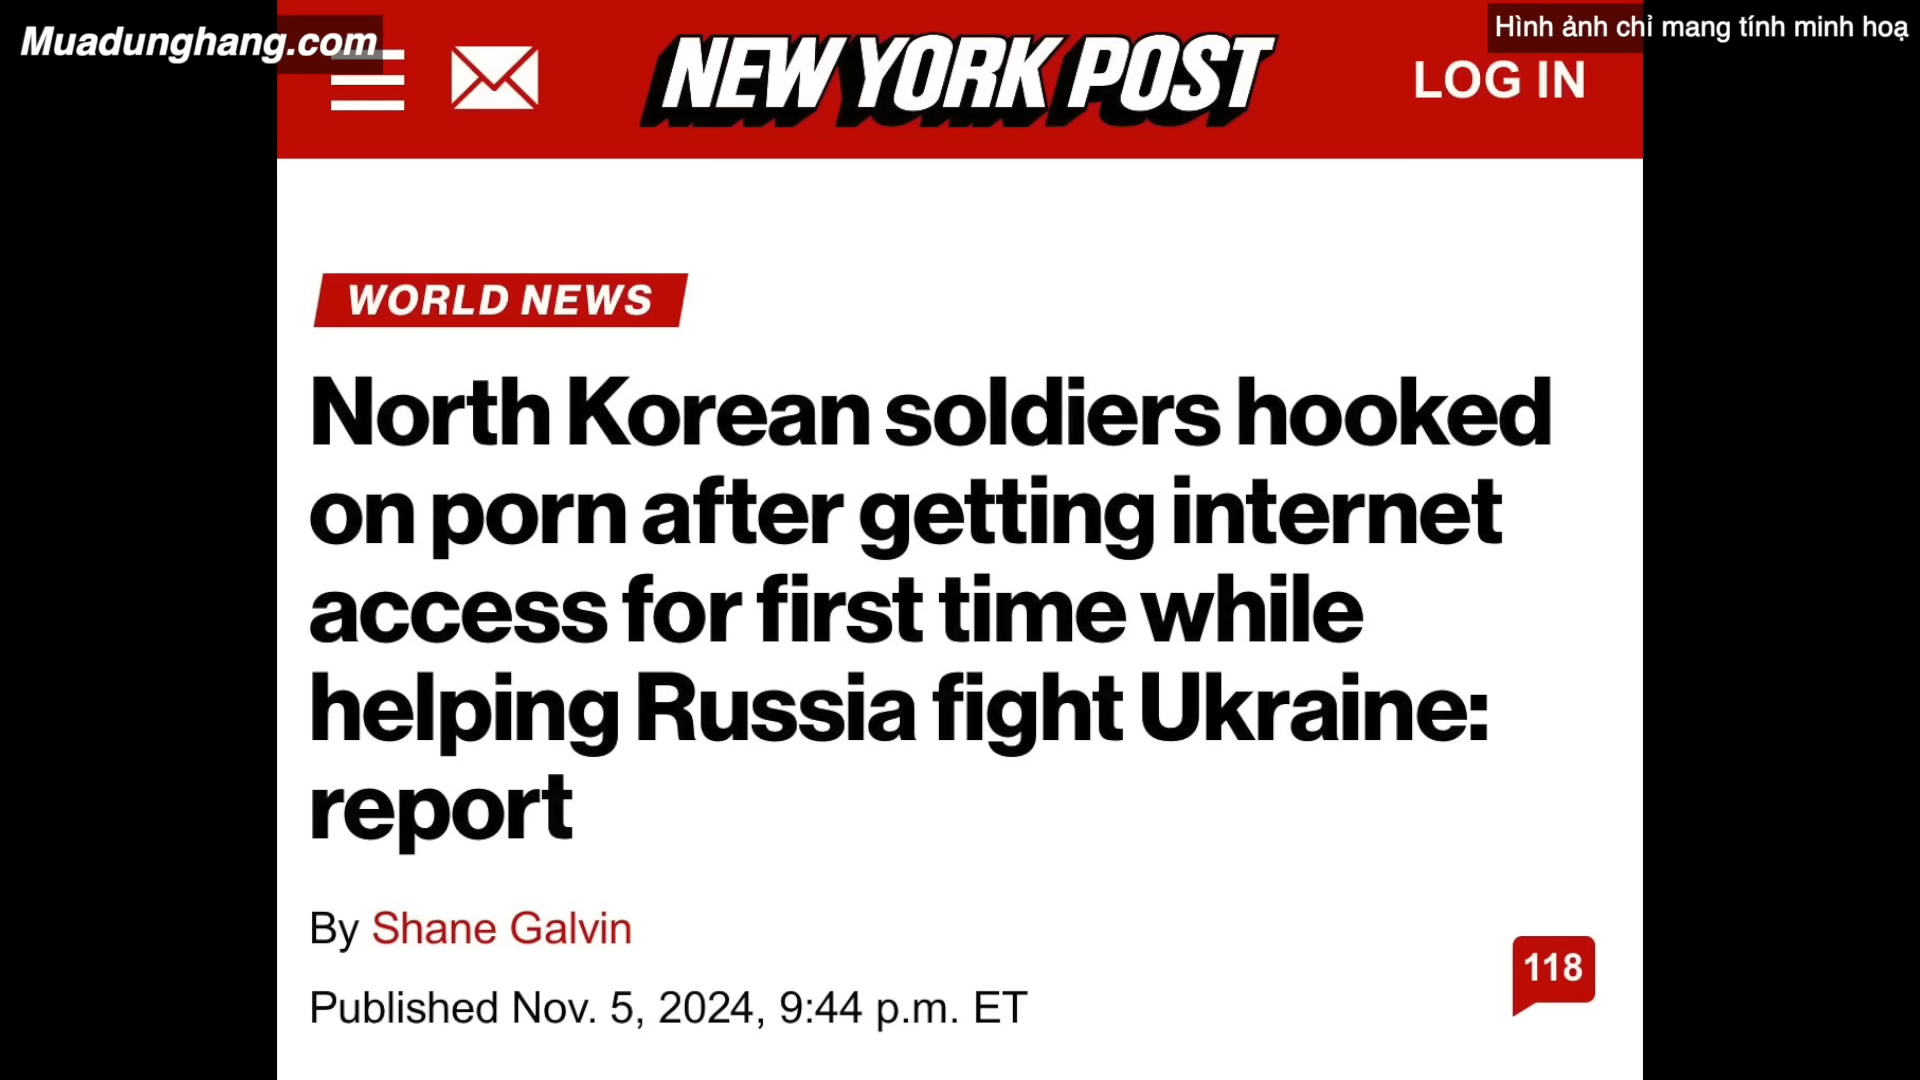 Muadunghang.com
Hình ảnh chỉ mang tính minh hoạ
NEW YORK POST
LOG IN
WORLD NEWS
North Korean soldiers hooked
on porn after getting internet
access for first time while
helping Russia fight Ukraine:
report
By Shane Galvin
118
Published Nov. 5, 2024, 9:44 p.m. ET